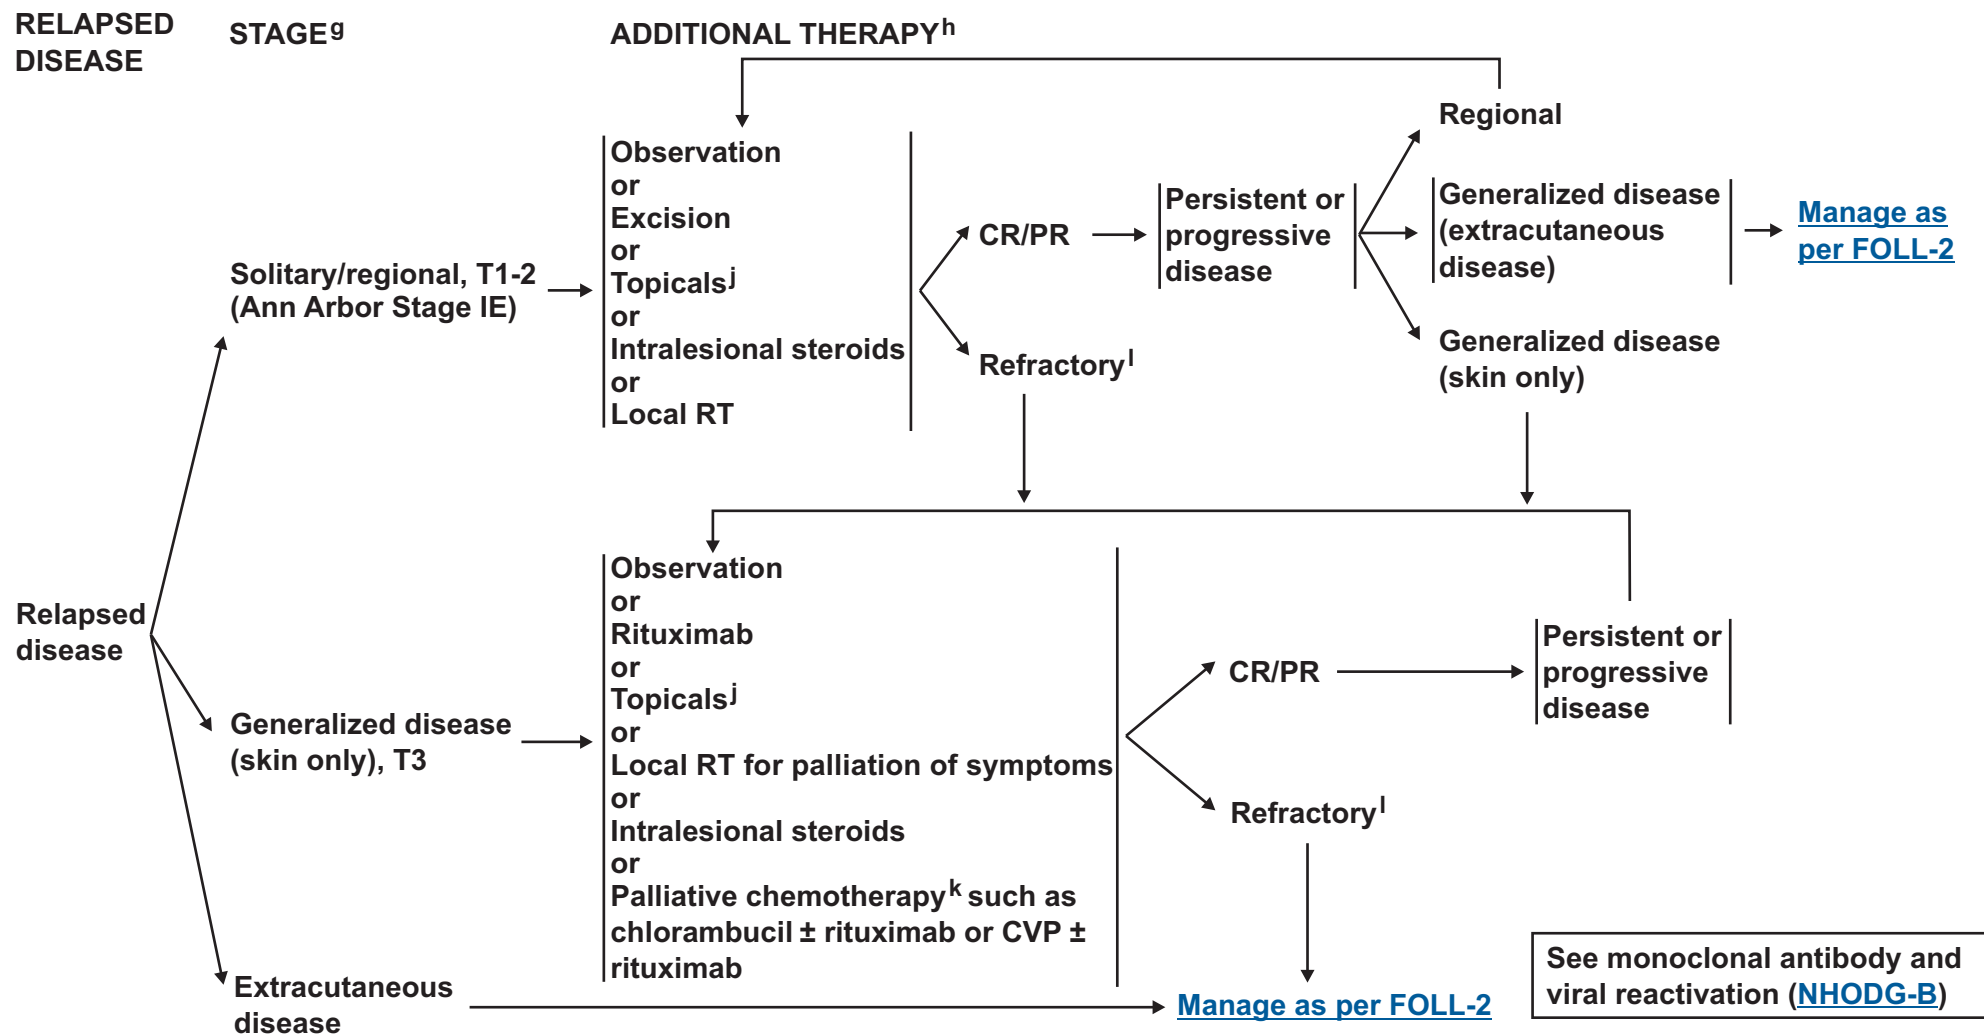 RELAPSED
DISEASE
STAGEg
ADDITIONAL THERAPYh
Relapsed
disease
Solitary/regional, T1-2
(Ann Arbor Stage IE)
Observation
or
Excision
or
Topicalsj
or
Intralesional steroids
or
Local RT
CR/PR
Refractoryl
Persistent or
progressive
disease
Regional
Generalized disease
(extracutaneous
disease)
Manage as
per FOLL-2
Generalized disease
(skin only)
Generalized disease
(skin only), T3
Observation
or
Rituximab
or
Topicalsj
or
Local RT for palliation of symptoms
or
Intralesional steroids
or
Palliative chemotherapyk such as
chlorambucil ± rituximab or CVP ±
rituximab
CR/PR
Persistent or
progressive
disease
Refractoryl
Extracutaneous
disease
Manage as per FOLL-2
See monoclonal antibody and
viral reactivation (NHODG-B)